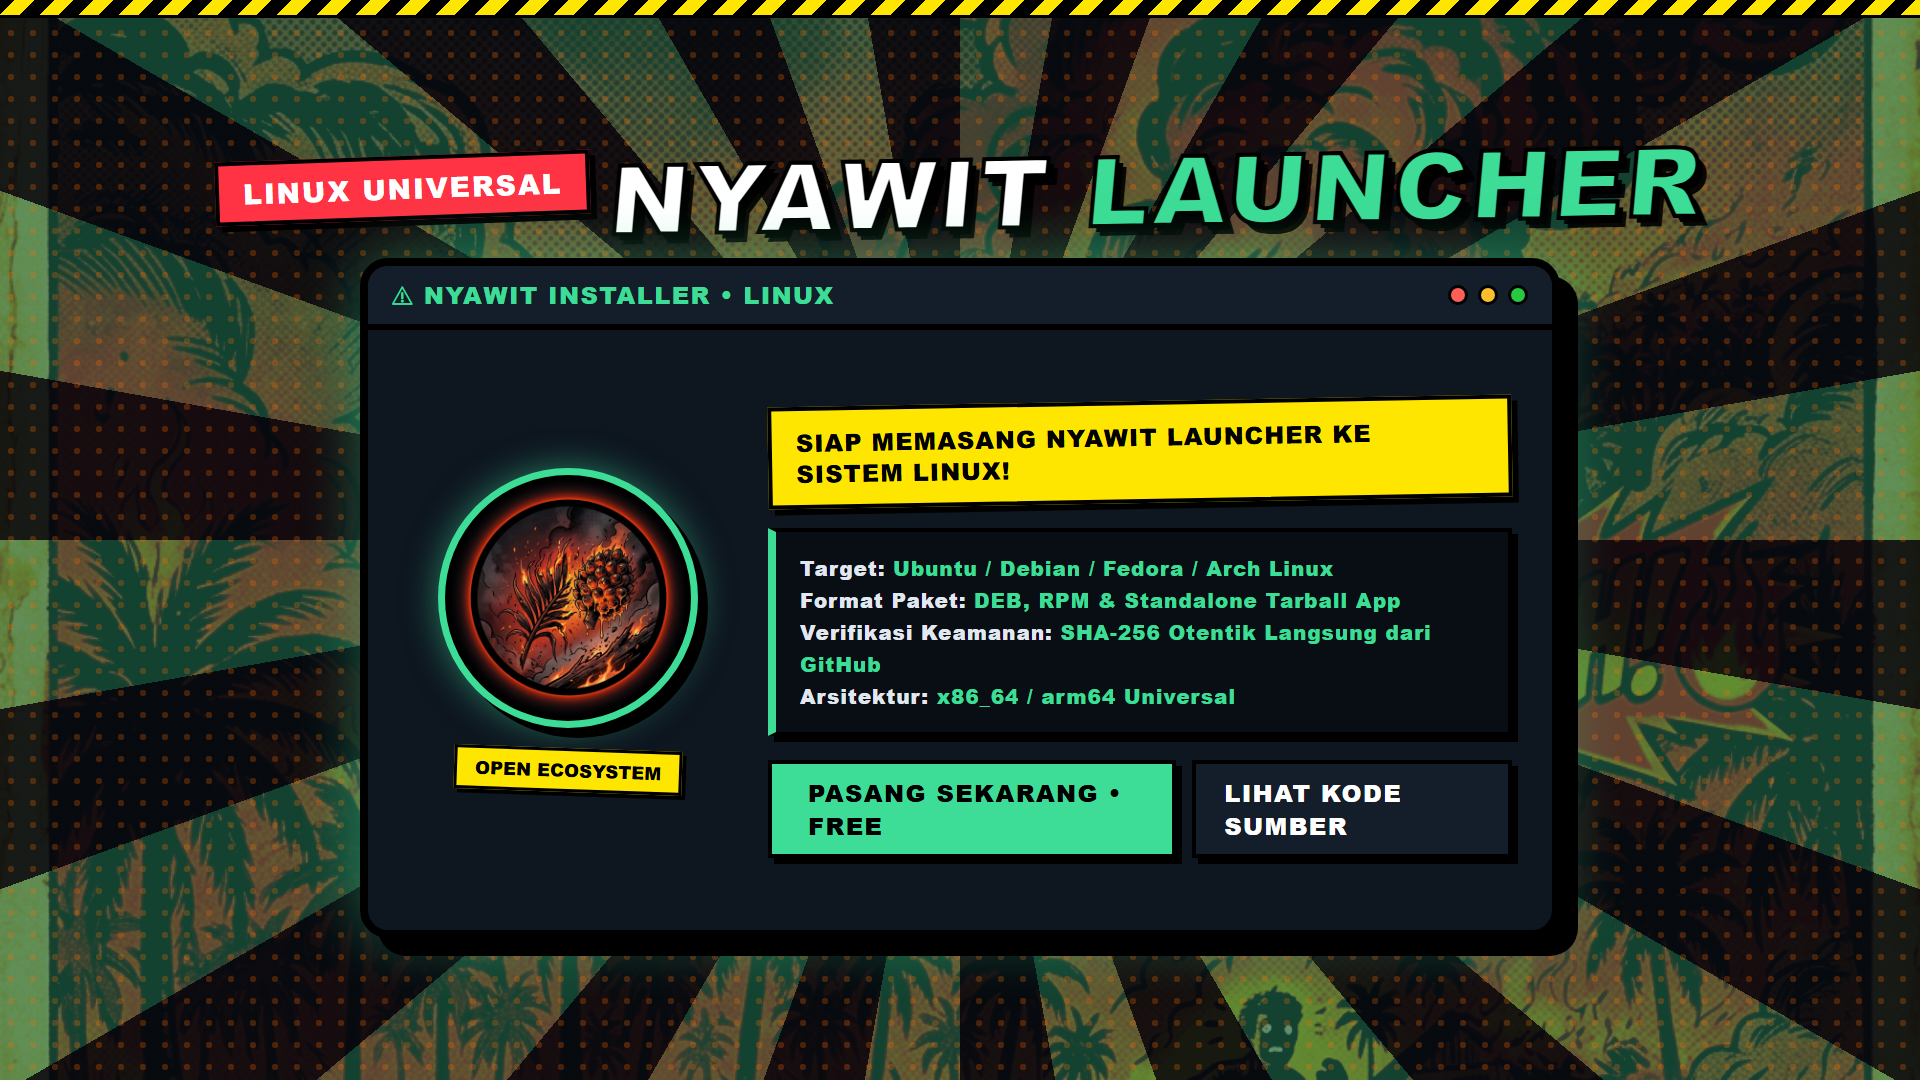 LINUX UNIVERSAL
NYAWIT LAUNCHER
⚠ NYAWIT INSTALLER • LINUX
SIAP MEMASANG NYAWIT LAUNCHER KE
SISTEM LINUX!
Target: Ubuntu / Debian / Fedora / Arch Linux
Format Paket: DEB, RPM & Standalone Tarball App
Verifikasi Keamanan: SHA-256 Otentik Langsung dari
GitHub
Arsitektur: x86_64 / arm64 Universal
OPEN ECOSYSTEM
PASANG SEKARANG •
FREE
LIHAT KODE
SUMBER